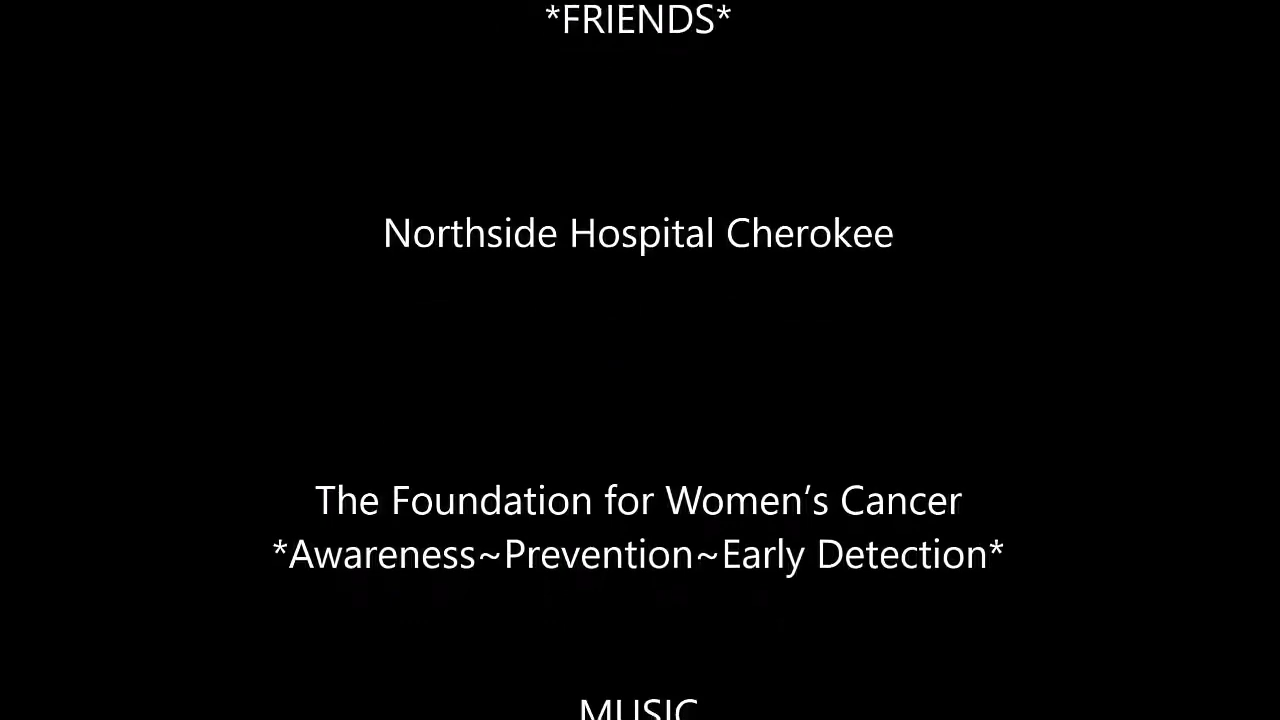 *FRIENDS*
Northside Hospital Cherokee
The Foundation for Women’s Cancer
*Awareness~Prevention~Early Detection*
MUSIC